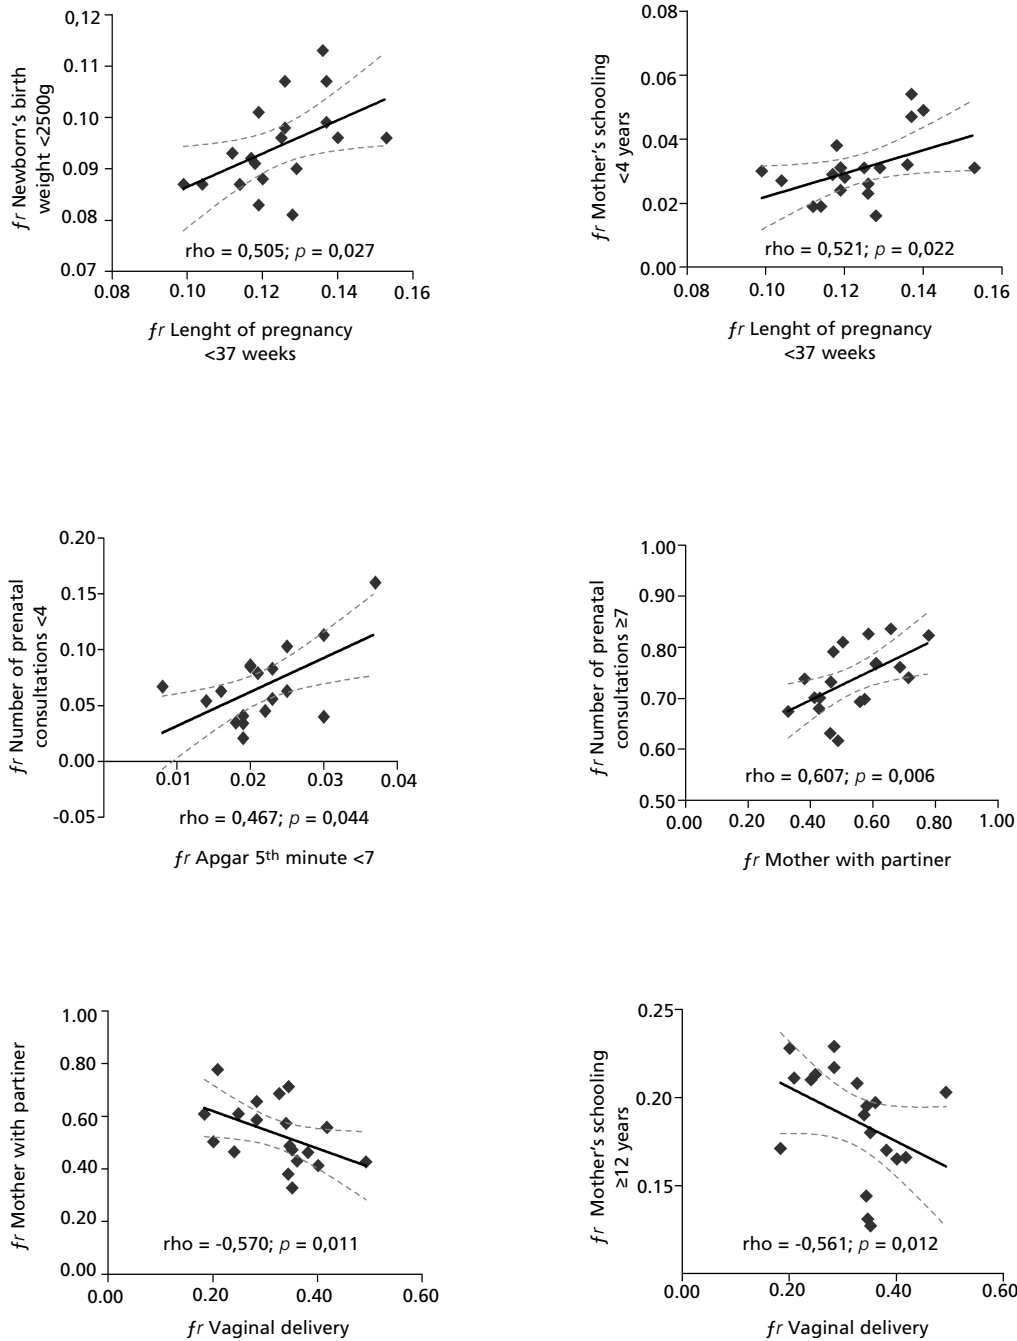 0,12
0.11
0.10
0.09
0.08
0.07
0.08 0.10 0.12 0.14 0.16
fr Newborn's birth
weight <2500g
rho = 0,505; p = 0,027
fr Lenght of pregnancy
<37 weeks
0.08
0.06
0.04
0.02
0.00
0.08 0.10 0.12 0.14 0.16
fr Mother's schooling
<4 years
rho = 0,521; p = 0,022
fr Lenght of pregnancy
<37 weeks
0.20
0.15
0.10
0.05
0.00
-0.05
0.01 0.02 0.03 0.04
fr Number of prenatal
consultations <4
rho = 0,467; p = 0,044
fr Apgar 5th minute <7
1.00
0.90
0.80
0.70
0.60
0.50
0.00 0.20 0.40 0.60 0.80 1.00
fr Number of prenatal
consultations ≥7
rho = 0,607; p = 0,006
fr Mother with partiner
1.00
0.80
0.60
0.40
0.20
0.00
0.00 0.20 0.40 0.60
fr Mother with partiner
rho = -0,570; p = 0,011
fr Vaginal delivery
0.25
0.20
0.15
0.00 0.20 0.40 0.60
fr Mother's schooling
≥12 years
rho = -0,561; p = 0,012
fr Vaginal delivery